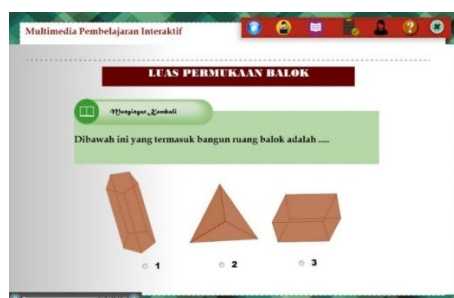 Multimedia Pembelajaran Interaktif
LUAS PERMUKAAN BALOK
Mengingat Kembali
Dibawah ini yang termasuk bangun ruang balok adalah .....
1
2
3